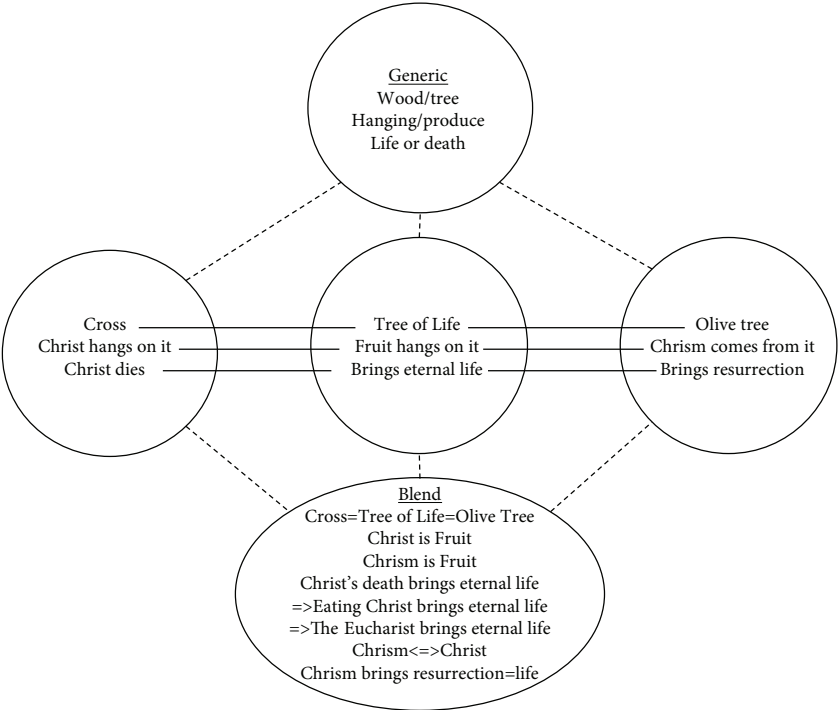 Generic
Wood/tree
Hanging/produce
Life or death
Cross
Christ hangs on it
Christ dies
Tree of Life
Fruit hangs on it
Brings eternal life
Olive tree
Chrism comes from it
Brings resurrection
Blend
Cross=Tree of Life=Olive Tree
Christ is Fruit
Chrism is Fruit
Christ's death brings eternal life
=>Eating Christ brings eternal life
=>The Eucharist brings eternal life
Chrism<=>Christ
Chrism brings resurrection=life